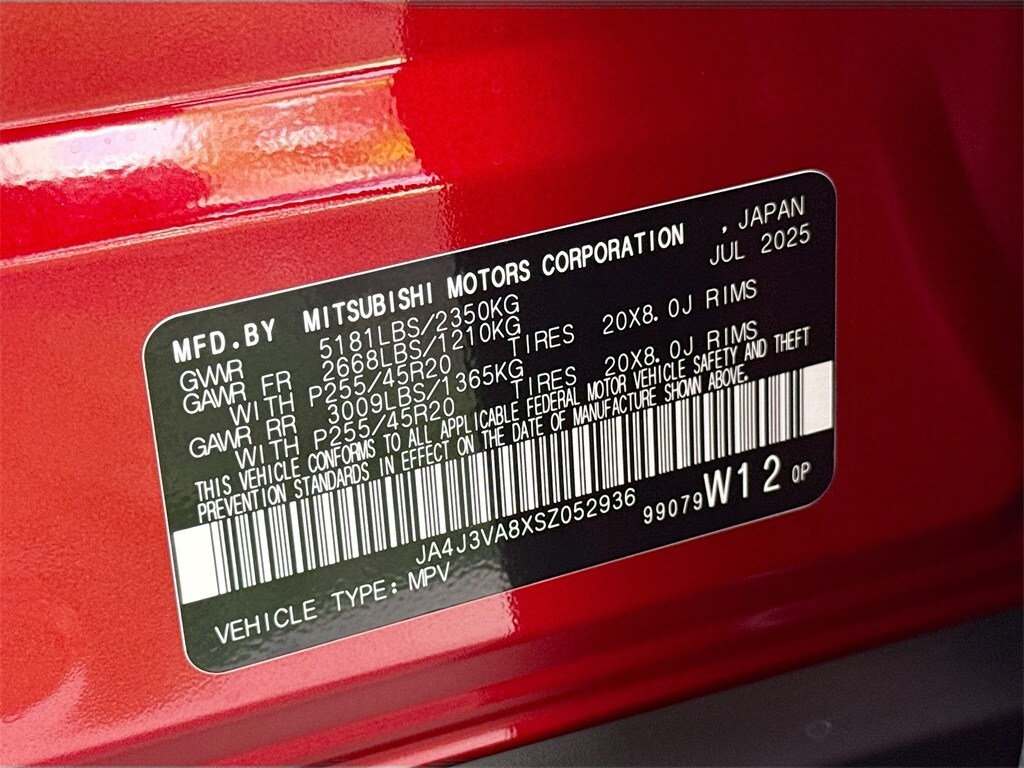 MFD.BY MITSUBISHI MOTORS CORPORATION , JAPAN
JUL 2025
GVWR 5181LBS/2350KG
GAWR FR 2668LBS/1210KG
WITH P255/45R20 TIRES 20X8.0J RIMS
GAWR RR 3009LBS/1365KG
WITH P255/45R20 TIRES 20X8.0J RIMS
THIS VEHICLE CONFORMS TO ALL APPLICABLE FEDERAL MOTOR VEHICLE SAFETY AND THEFT
PREVENTION STANDARDS IN EFFECT ON THE DATE OF MANUFACTURE SHOWN ABOVE.
JA4J3VA8XSZ052936
99079 W12 OP
VEHICLE TYPE: MPV